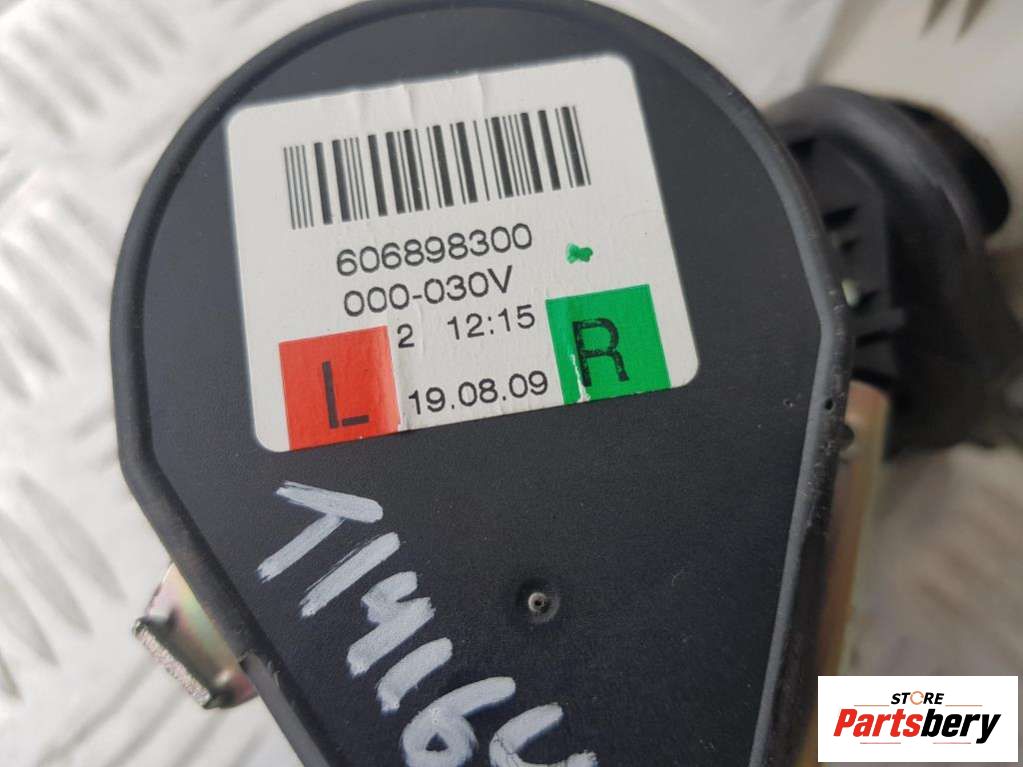 606898300
000-030V
2 12:15
L 19.08.09 R
STORE
Partsbery